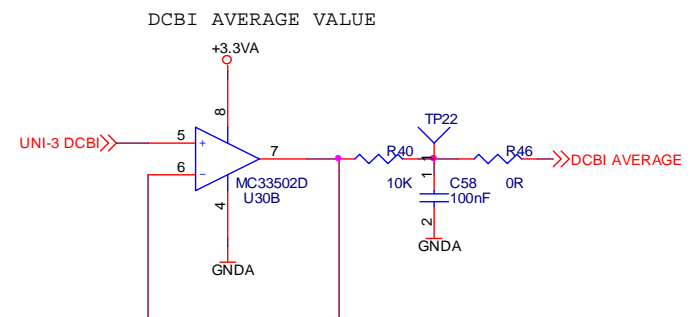 DCBI AVERAGE VALUE
+3.3VA
8
TP22
UNI-3 DCBI
5
+
7
R40
1
R46
DCBI AVERAGE
6
-
MC33502D
10K
1
C58
0R
U30B
100nF
4
2
GNDA
GNDA